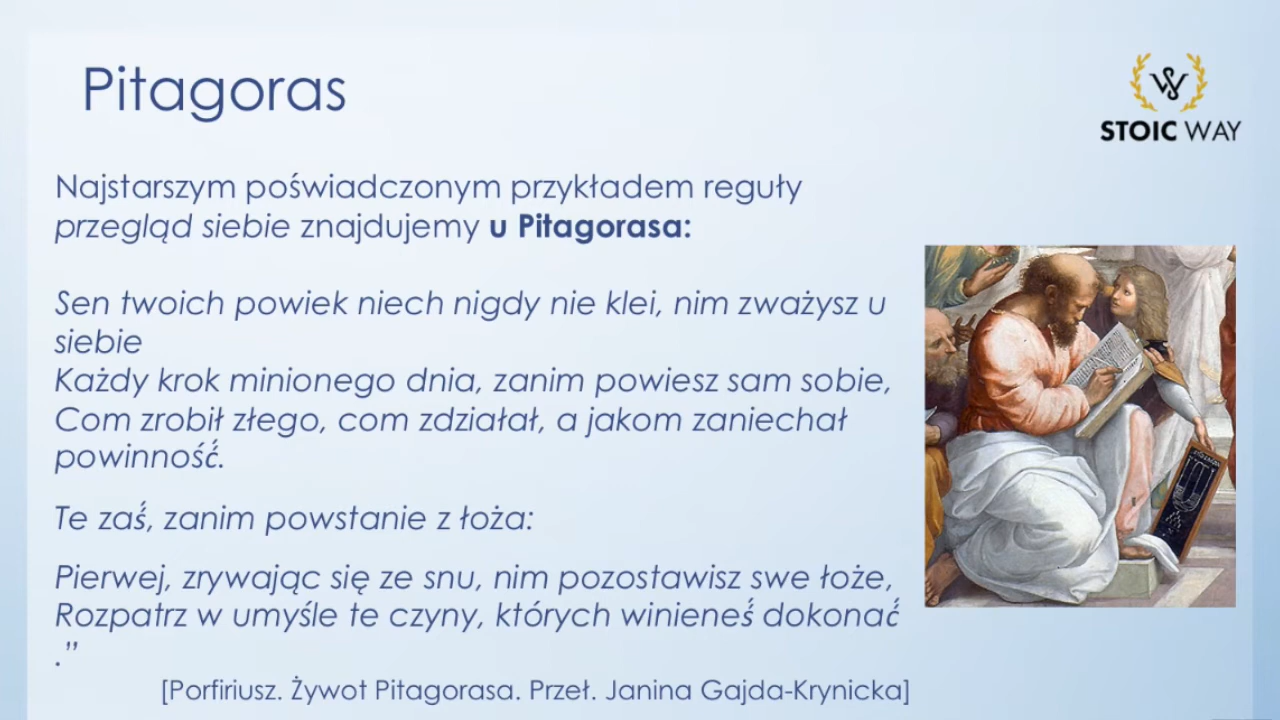 Pitagoras
STOIC WAY
Najstarszym poświadczonym przykładem reguły
przegląd siebie znajdujemy u Pitagorasa:
Sen twoich powiek niech nigdy nie klei, nim zważysz u
siebie
Każdy krok minionego dnia, zanim powiesz sam sobie,
Com zrobił złego, com zdziałał, a jakom zaniechał
powinność́.
Te zaś́, zanim powstanie z łoża:
Pierwej, zrywając się ze snu, nim pozostawisz swe łoże,
Rozpatrz w umyśle te czyny, których winieneś́ dokonać́
.”
[Porfiriusz. Żywot Pitagorasa. Przeł. Janina Gajda-Krynicka]